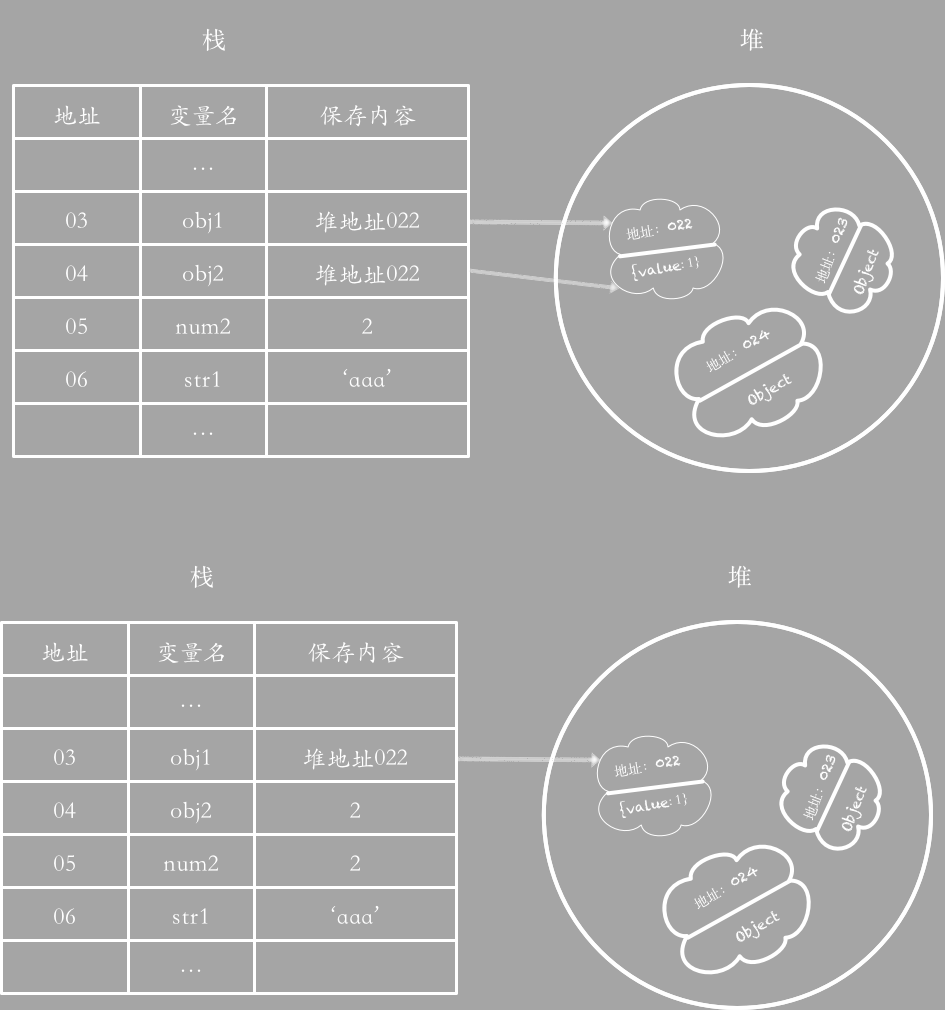 栈
堆
地址 变量名 保存内容
...
03 obj1 堆地址022
04 obj2 堆地址022
05 num2 2
06 str1 ‘aaa’
...
地址：022
{value:1}
地址：023
Object
地址：024
Object
栈
堆
地址 变量名 保存内容
...
03 obj1 堆地址022
04 obj2 2
05 num2 2
06 str1 ‘aaa’
...
地址：022
{value:1}
地址：023
Object
地址：024
Object